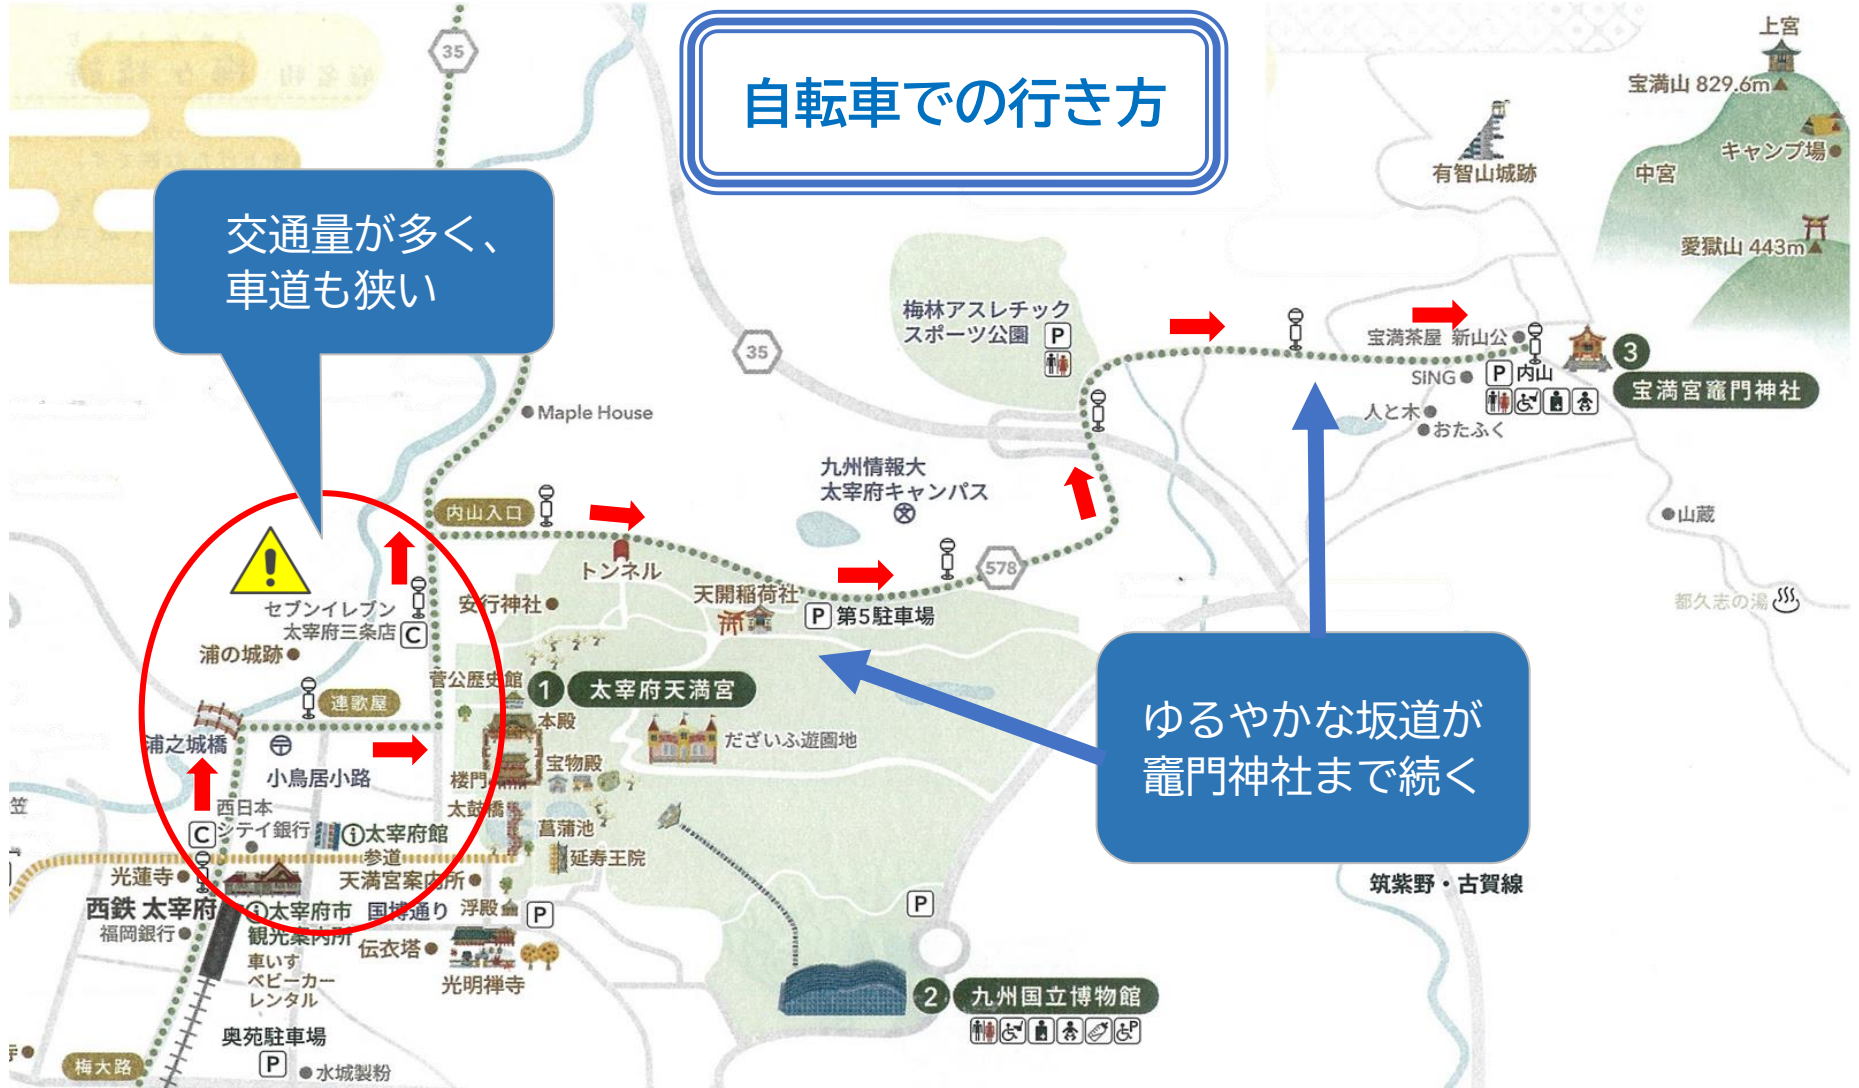 自転車での行き方
交通量が多く、
車道も狭い
ゆるやかな坂道が
竈門神社まで続く
35
上宮
宝満山 829.6m
キャンプ場
中宮
有智山城跡
愛獄山 443m
梅林アスレチック
スポーツ公園 P
35
宝満茶屋 新山公
SiNG
P 内山
3
宝満宮竈門神社
人と木
おたふく
Maple House
九州情報大
太宰府キャンパス
文
内山入口
山蔵
トンネル
578
都久志の湯
セブンイレブン
太宰府三条店 C
安行神社
天開稲荷社
P 第5駐車場
浦の城跡
菅公歴史館
1 太宰府天満宮
連歌屋
本殿
だざいふ遊園地
浦之城橋
小鳥居小路
楼門
宝物殿
太鼓橋
笠
西日本
シテイ銀行
C
i太宰府館
参道
菖蒲池
延寿王院
光蓮寺
天満宮案内所
筑紫野・古賀線
西鉄 太宰府
i太宰府市
観光案内所
国博通り
浮殿
P
P
福岡銀行
車いす
ベビーカー
レンタル
伝衣塔
光明禅寺
2 九州国立博物館
P
奥苑駐車場
P
梅大路
水城製粉